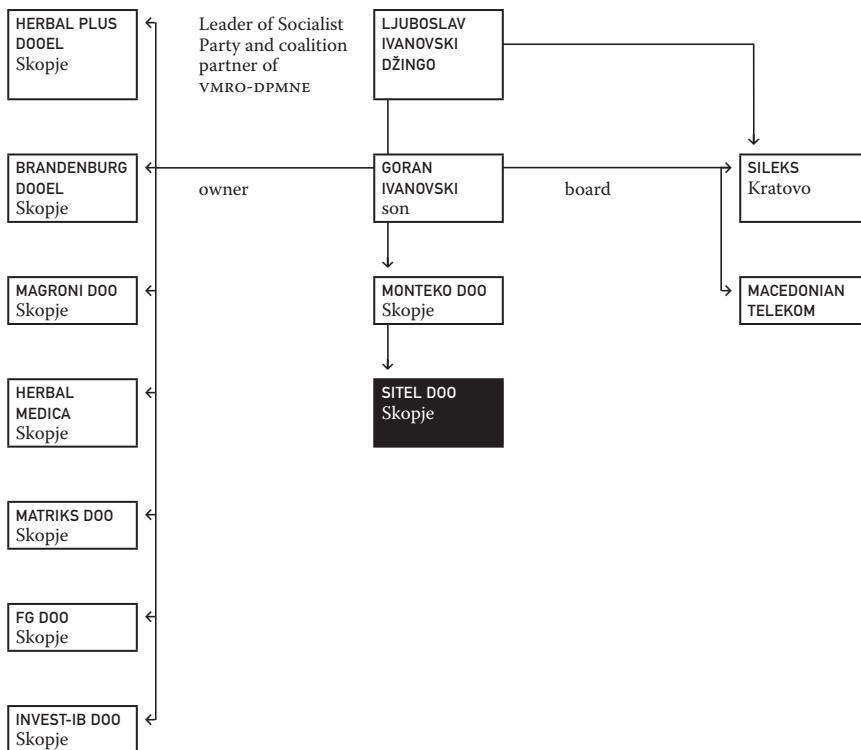 HERBAL PLUS
DOOEL
Skopje
Leader of Socialist
Party and coalition
partner of
VMRO-DPMNE
LJUBOSLAV
IVANOVSKI
DŽINGO
BRANDENBURG
DOOEL
Skopje
owner
GORAN
IVANOVSKI
son
board
SILEKS
Kratovo
MAGRONI DOO
Skopje
MONTEKO DOO
Skopje
MACEDONIAN
TELEKOM
HERBAL
MEDICA
Skopje
SITEL DOO
Skopje
MATRIKS DOO
Skopje
FG DOO
Skopje
INVEST-IB DOO
Skopje